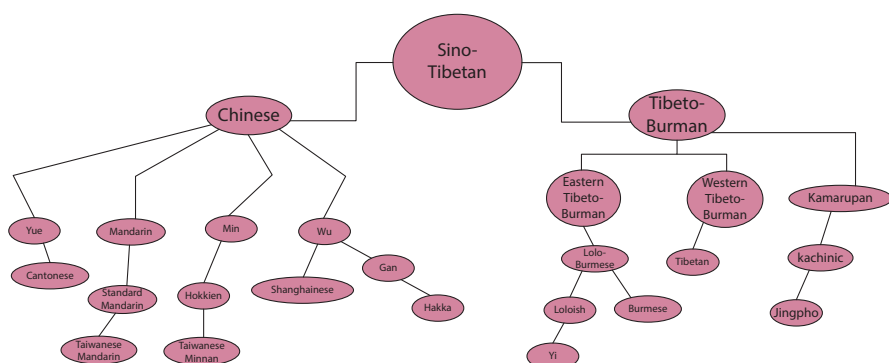 Sino-
Tibetan
Chinese
Tibeto-
Burman
Eastern
Tibeto-
Burman
Western
Tibeto-
Burman
Kamarupan
Yue
Mandarin
Min
Wu
Cantonese
Gan
Lolo-
Burmese
Tibetan
kachinic
Standard
Mandarin
Hokkien
Shanghainese
Hakka
Loloish
Burmese
Jingpho
Taiwanese
Mandarin
Taiwanese
Minnan
Yi